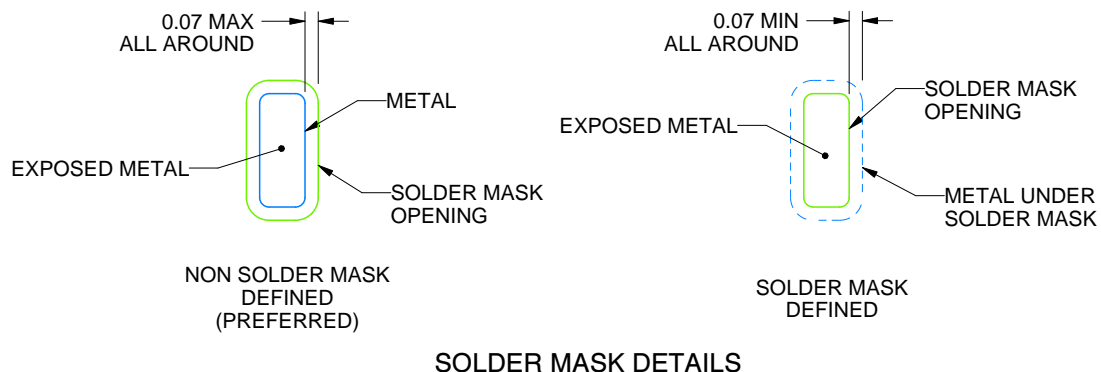 0.07 MAX
ALL AROUND
METAL
EXPOSED METAL
SOLDER MASK
OPENING
NON SOLDER MASK
DEFINED
(PREFERRED)
0.07 MIN
ALL AROUND
SOLDER MASK
OPENING
EXPOSED METAL
METAL UNDER
SOLDER MASK
SOLDER MASK
DEFINED
SOLDER MASK DETAILS